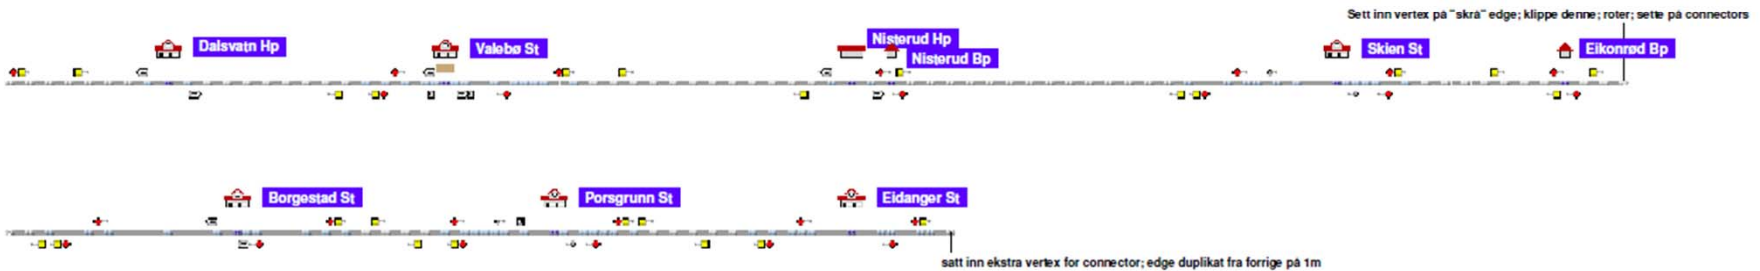 Sett inn vertex på "skrå" edge; klippe denne; roter; sette på connectors
Dalsvatn Hp
Valebø St
Nisterud Hp
Nisterud Bp
Skien St
Eikonrød Bp
Borgestad St
Porsgrunn St
Eidanger St
satt inn ekstra vertex for connector; edge duplikat fra forrige på 1m